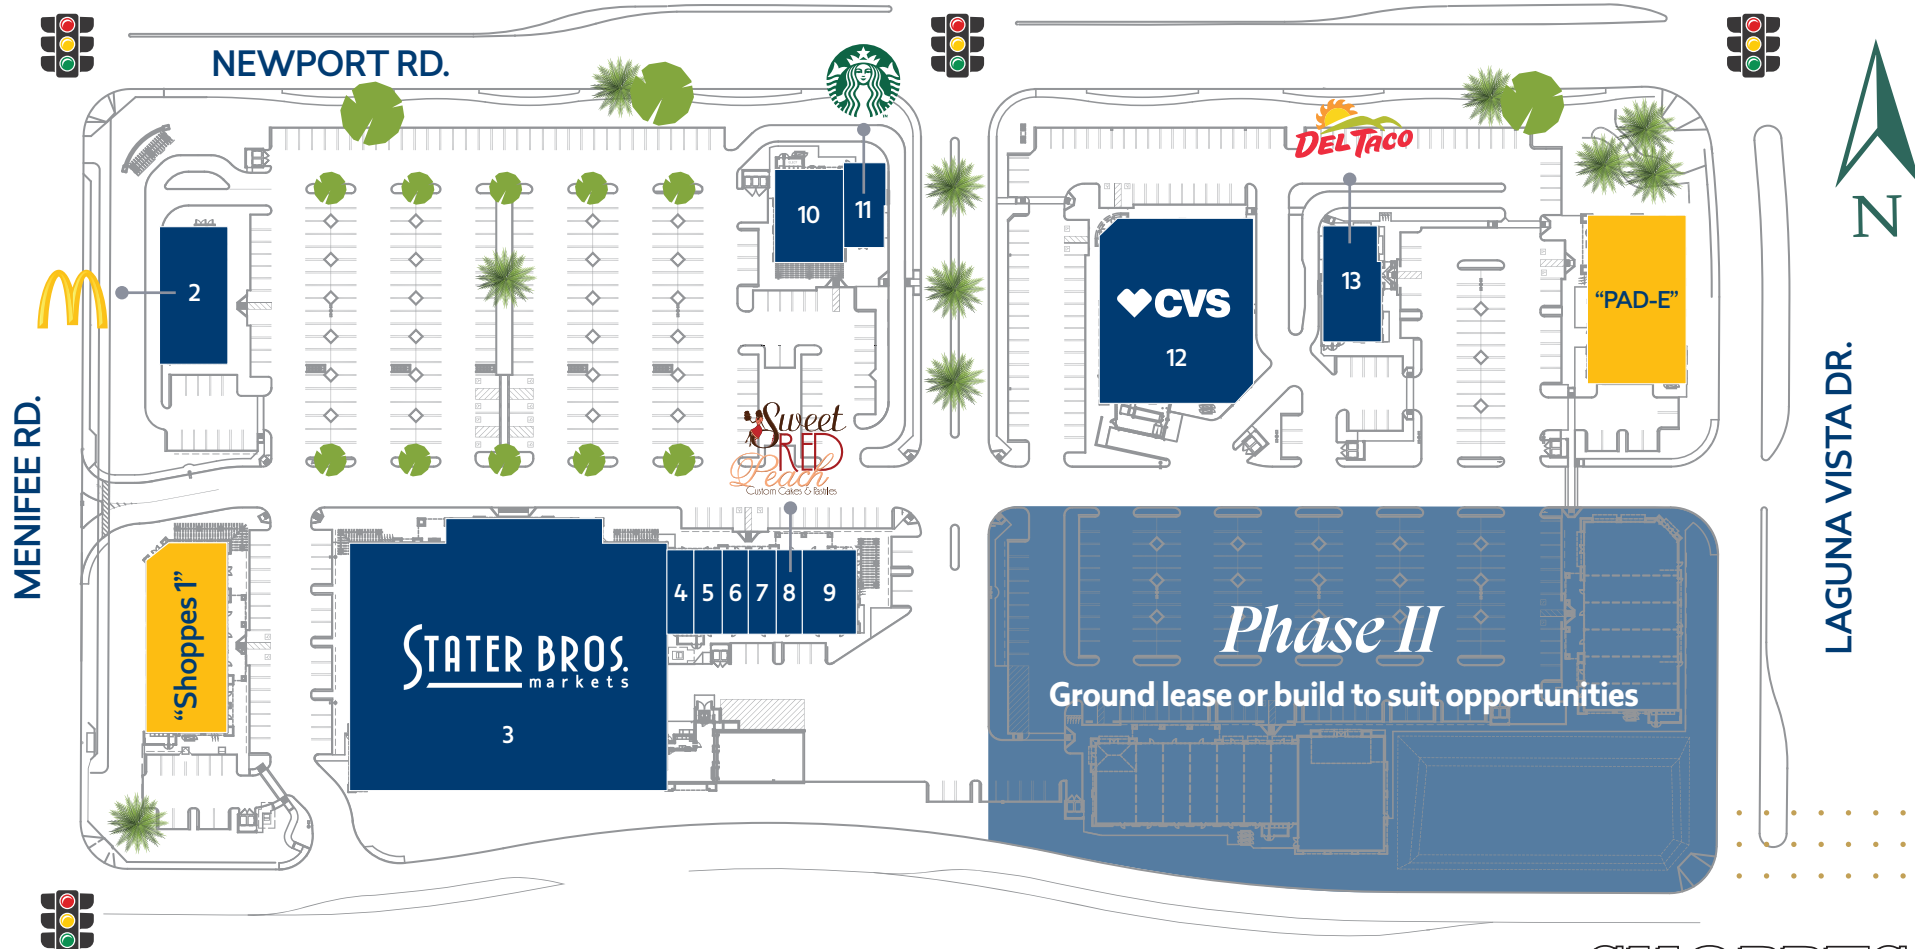 NEWPORT RD.
DEL TACO
N
10
11
2
13
CVS
12
"PAD-E"
MENIFEE RD.
LAGUNA VISTA DR.
Sweet
RED
Peach
Custom Cakes & Pastries
"Shoppes 1"
4 5 6 7 8 9
STATER BROS.
markets
3
Phase II
Ground lease or build to suit opportunities